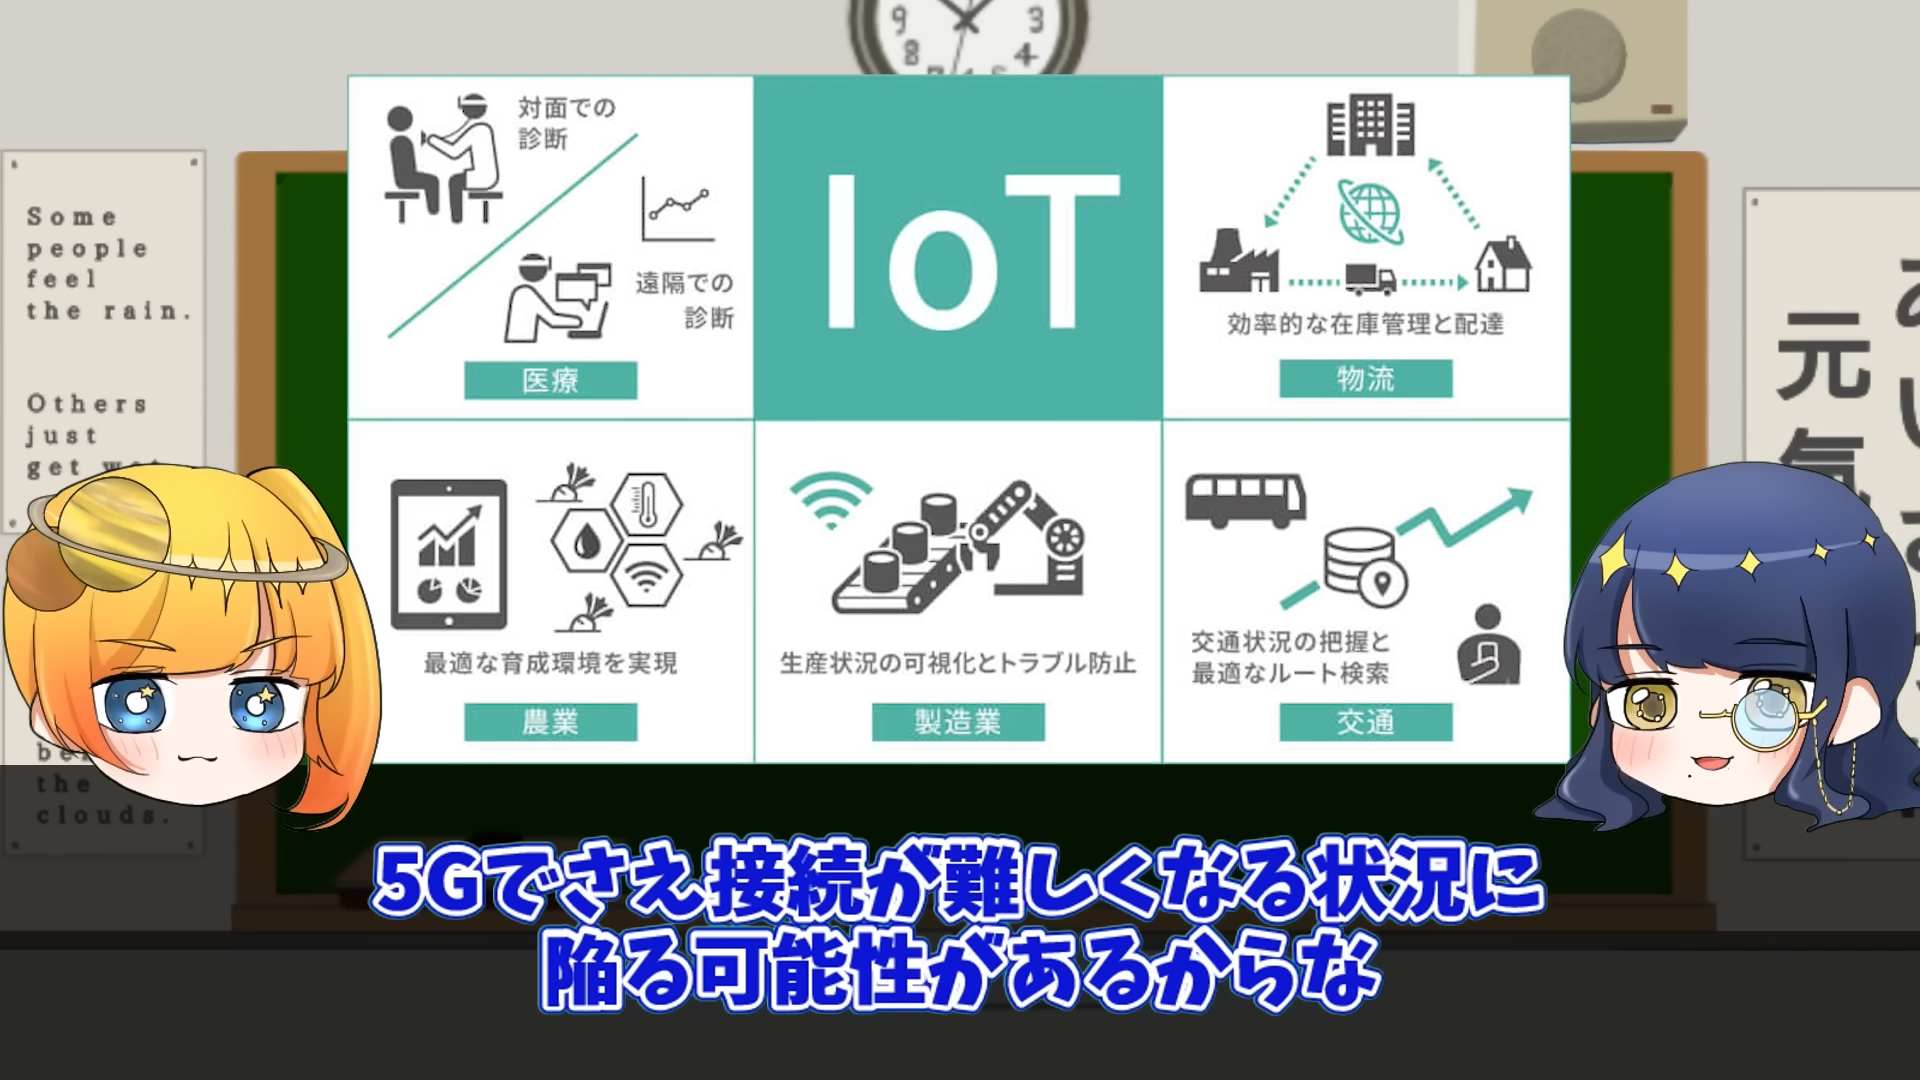 9 3
8 4
Some
people
feel
the rain.
Others
just
get wet.
the
clouds.
対面での
診断
遠隔での
診断
医療
IoT
効率的な在庫管理と配達
物流
最適な育成環境を実現
農業
生産状況の可視化とトラブル防止
製造業
交通状況の把握と
最適なルート検索
交通
元気
5Gでさえ接続が難しくなる状況に
陥る可能性があるからな